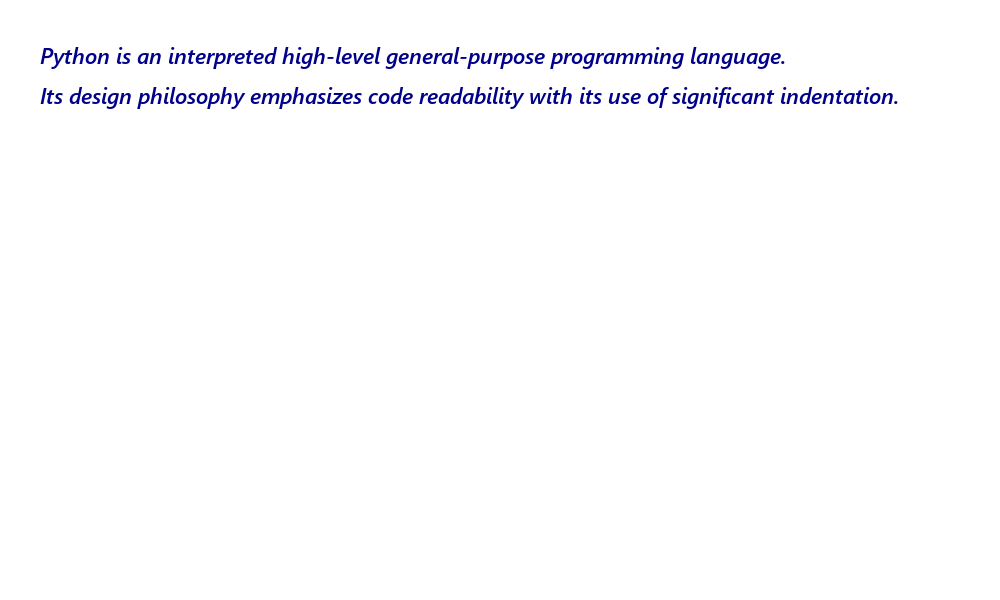 Python is an interpreted high-level general-purpose programming language.
Its design philosophy emphasizes code readability with its use of significant indentation.